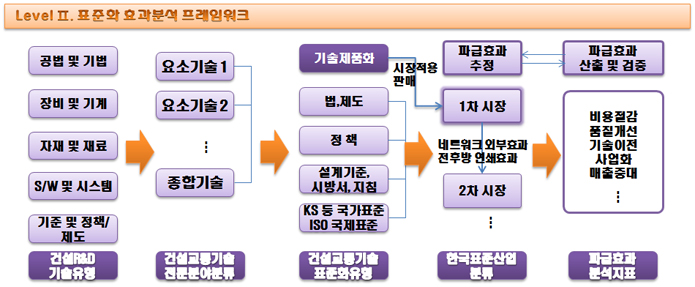 Level Ⅱ. 표준화 효과분석 프레임워크
공법 및 기법
장비 및 기계
자재 및 재료
S/W 및 시스템
기준 및 정책/
제도
건설R&D
기술유형
요소기술1
요소기술2
⋮
종합기술
건설교통기술
전문분야분류
기술제품화
법,제도
정 책
설계기준,
시방서, 지침
KS 등 국가표준
ISO 국제표준
건설교통기술
표준화유형
시장적용
판매
파급효과
추정
1차 시장
네트워크 외부효과
전후방 연쇄효과
2차 시장
⋮
한국표준산업
분류
파급효과
산출 및 검증
비용절감
품질개선
기술이전
사업화
매출증대
⋮
파급효과
분석지표